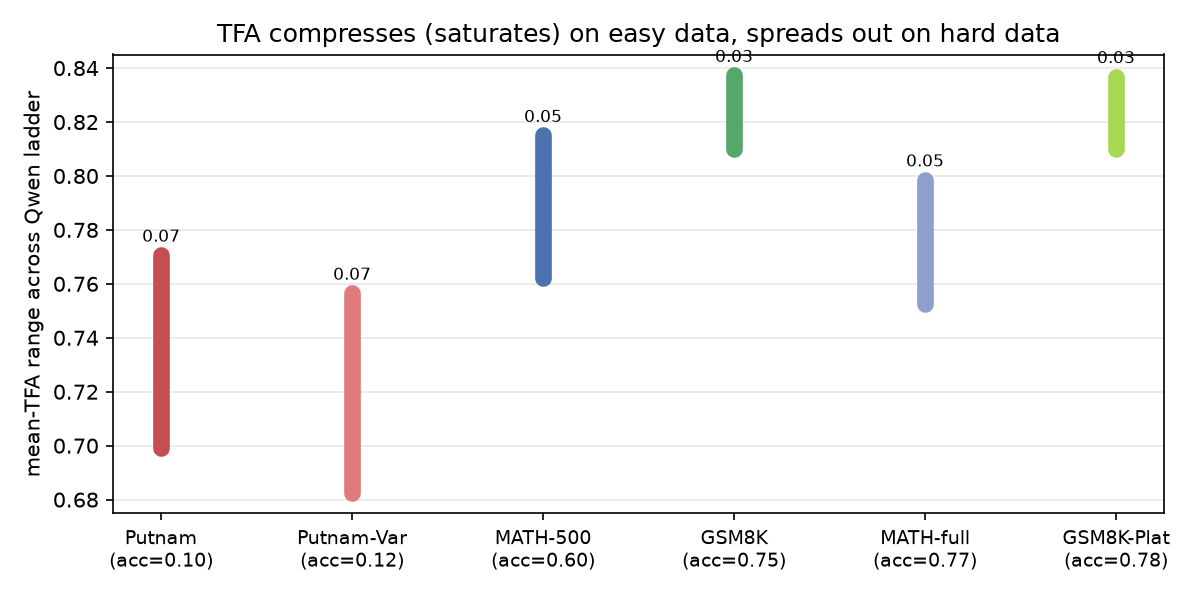 TFA compresses (saturates) on easy data, spreads out on hard data
mean-TFA range across Qwen ladder
0.84
0.82
0.80
0.78
0.76
0.74
0.72
0.70
0.68
0.07
0.07
0.05
0.03
0.05
0.03
Putnam
(acc=0.10)
Putnam-Var
(acc=0.12)
MATH-500
(acc=0.60)
GSM8K
(acc=0.75)
MATH-full
(acc=0.77)
GSM8K-Plat
(acc=0.78)